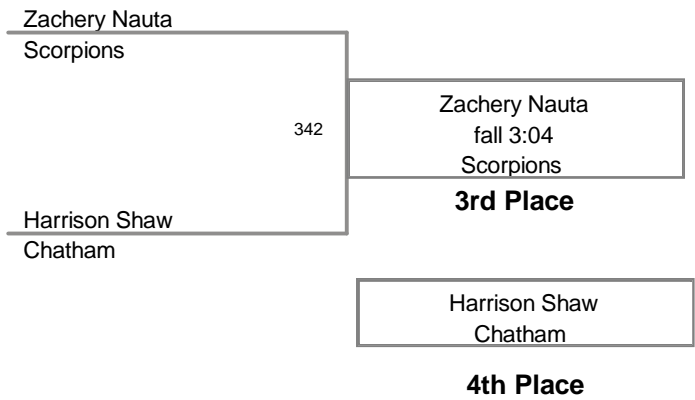 Zachery Nauta
Scorpions
342
Zachery Nauta
fall 3:04
Scorpions
3rd Place
Harrison Shaw
Chatham
Harrison Shaw
Chatham
4th Place